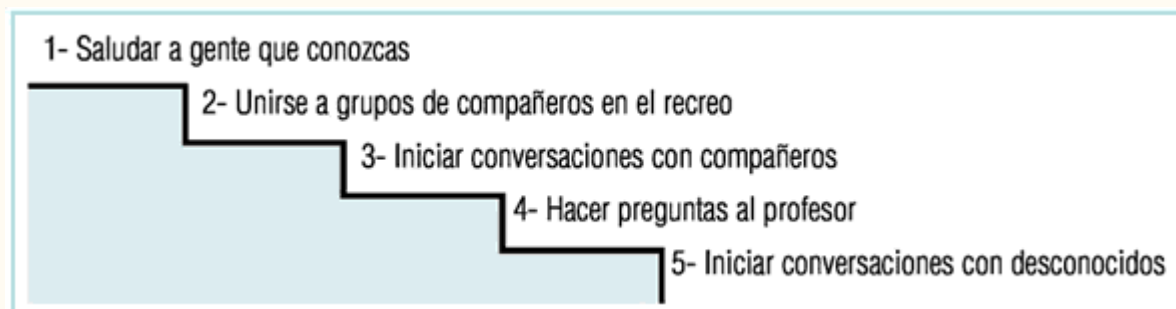 1- Saludar a gente que conozcas
2- Unirse a grupos de compañeros en el recreo
3- Iniciar conversaciones con compañeros
4- Hacer preguntas al profesor
5- Iniciar conversaciones con desconocidos